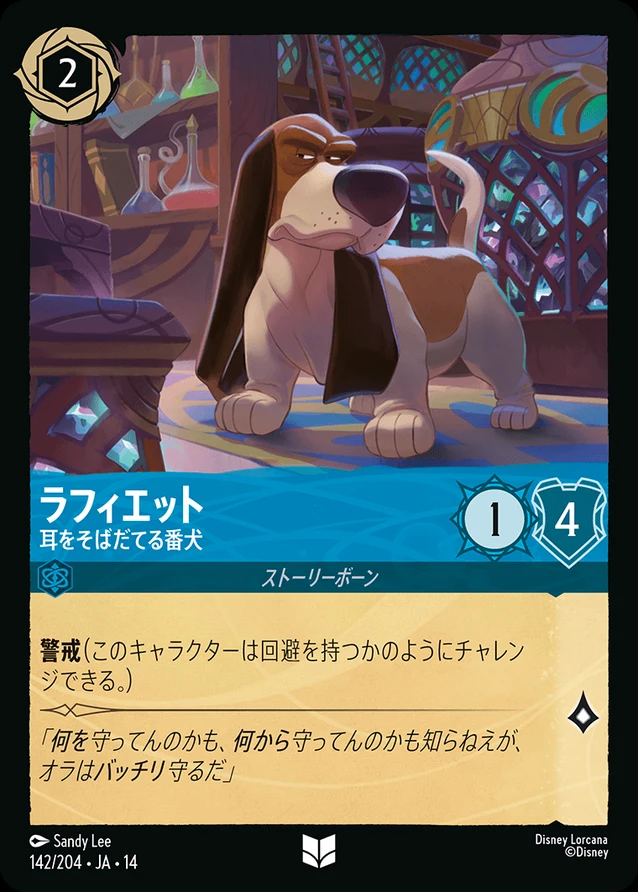 2
ラフィエット
耳をそばだてる番犬
1
4
ストーリーボーン
警戒(このキャラクターは回避を持つかのようにチャレン
ジできる。)
「何を守ってんのかも、何から守ってんのかも知らねえが、
オラはバッチリ守るだ」
Sandy Lee
Disney Lorcana
142/204・JA・14
©Disney